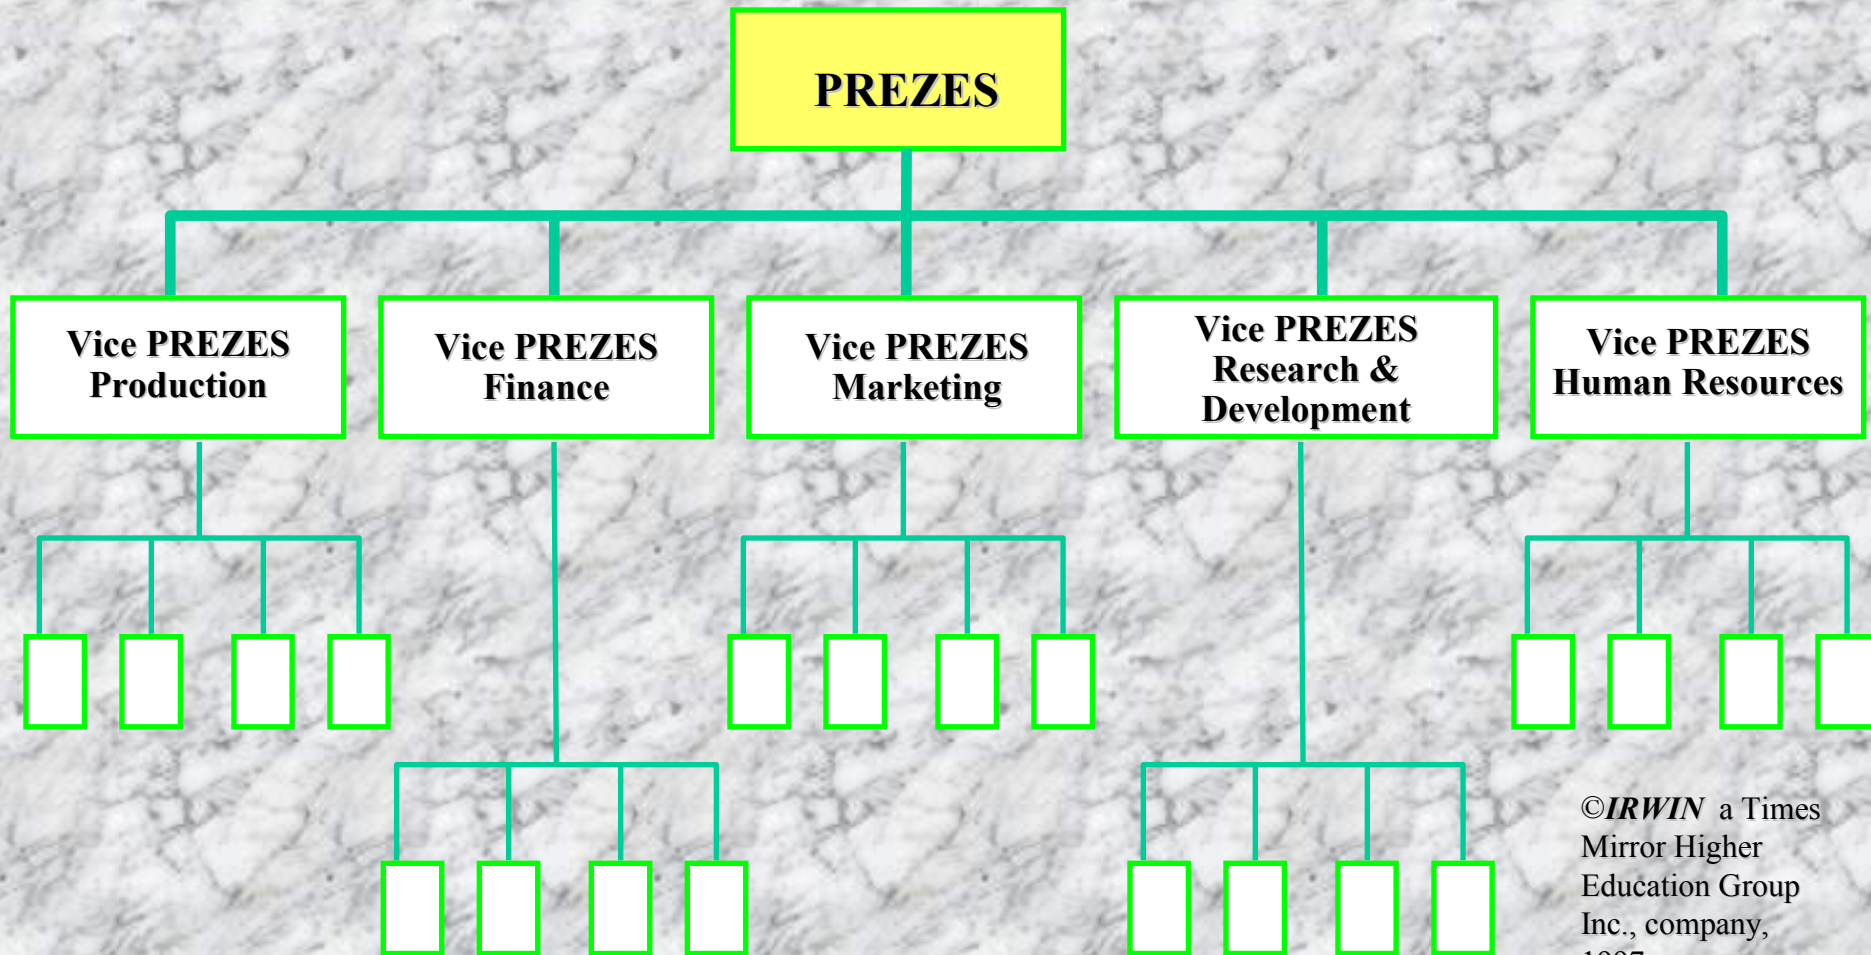 PREZES
Vice PREZES
Production
Vice PREZES
Finance
Vice PREZES
Marketing
Vice PREZES
Research &
Development
Vice PREZES
Human Resources
©IRWIN a Times
Mirror Higher
Education Group
Inc., company,